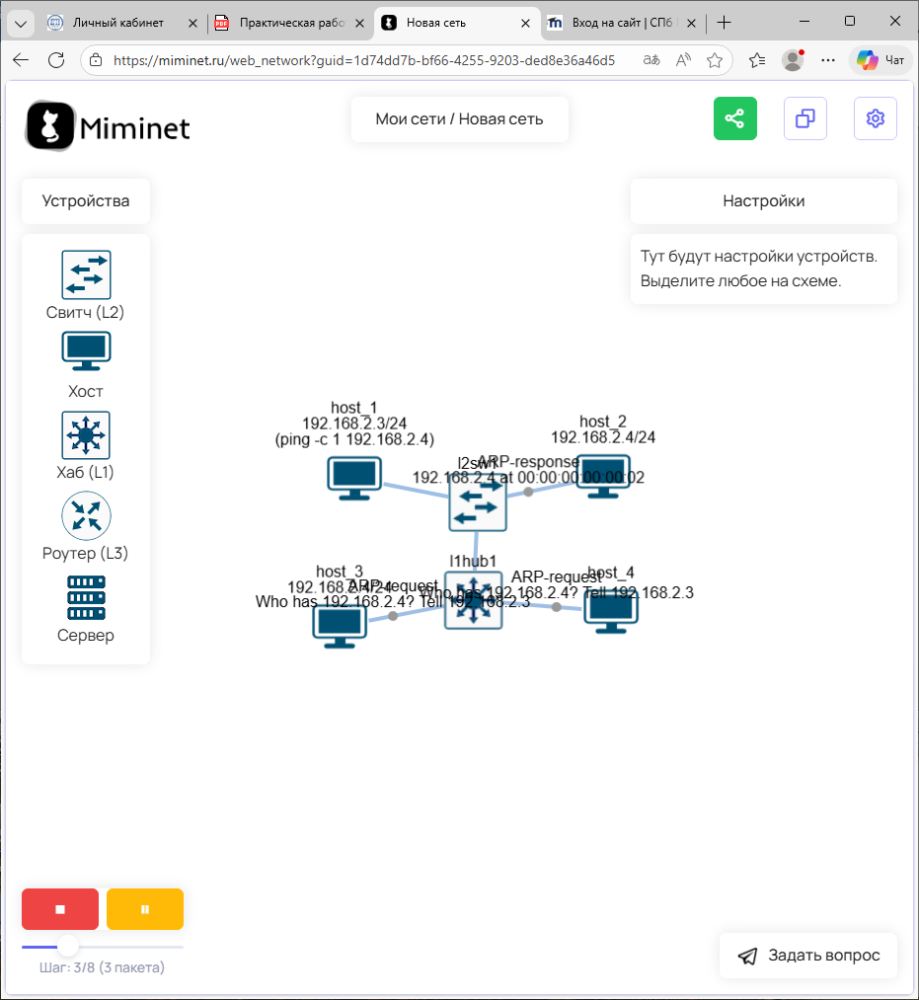 Личный кабинет
Практическая рабо
Новая сеть
Вход на сайт | СПб
https://miminet.ru/web_network?guid=1d74dd7b-bf66-4255-9203-ded8e36a46d5
аあ
Чат
Miminet
Мои сети / Новая сеть
Устройства
Настройки
Тут будут настройки устройств.
Выделите любое на схеме.
Свитч (L2)
Хост
Хаб (L1)
Роутер (L3)
Сервер
host_1
192.168.2.3/24
(ping -c 1 192.168.2.4)
host_2
192.168.2.4/24
l2sw1
ARP-response
192.168.2.4 at 00:00:00:00:00:02
l1hub1
host_3
192.168.2.4/24
ARP-request
Who has 192.168.2.4? Tell 192.168.2.3
host_4
ARP-request
Who has 192.168.2.4? Tell 192.168.2.3
Шаг: 3/8 (3 пакета)
Задать вопрос